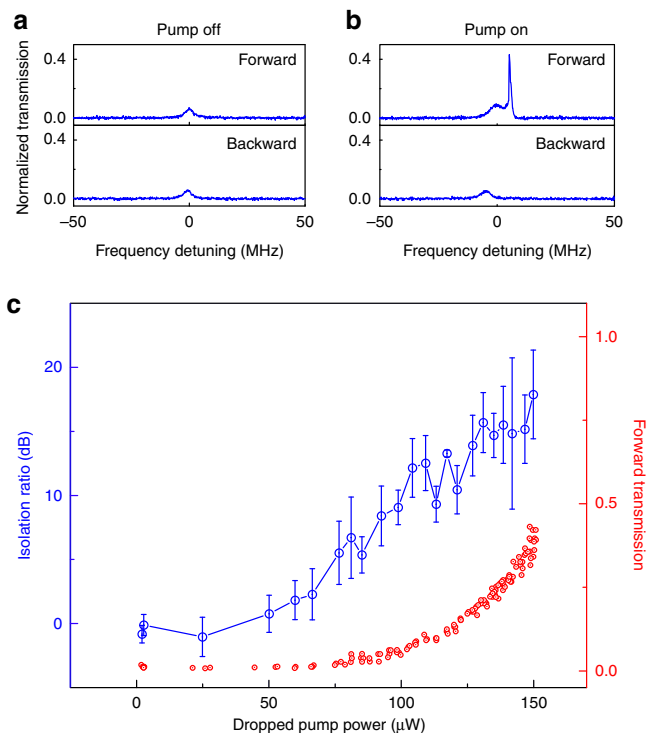 a
b
Pump off
Pump on
Normalized transmission
0.4
Forward
0.0
0.4
Backward
0.0
−50
0
50
Frequency detuning (MHz)
0.4
Forward
0.0
0.4
Backward
0.0
−50
0
50
Frequency detuning (MHz)
c
Isolation ratio (dB)
20
10
0
1.0
0.5
0.0
Forward transmission
0
50
75
100
150
Dropped pump power (μW)